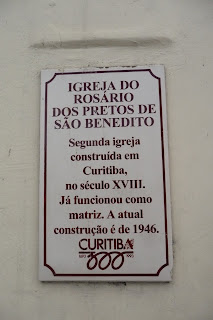 IGREJA DO
ROSÁRIO
DOS PRETOS DE
SÃO BENEDITO
Segunda igreja
construída em
Curitiba,
no século XVIII.
Já funcionou como
matriz. A atual
construção é de 1946.
CURITIBA
300